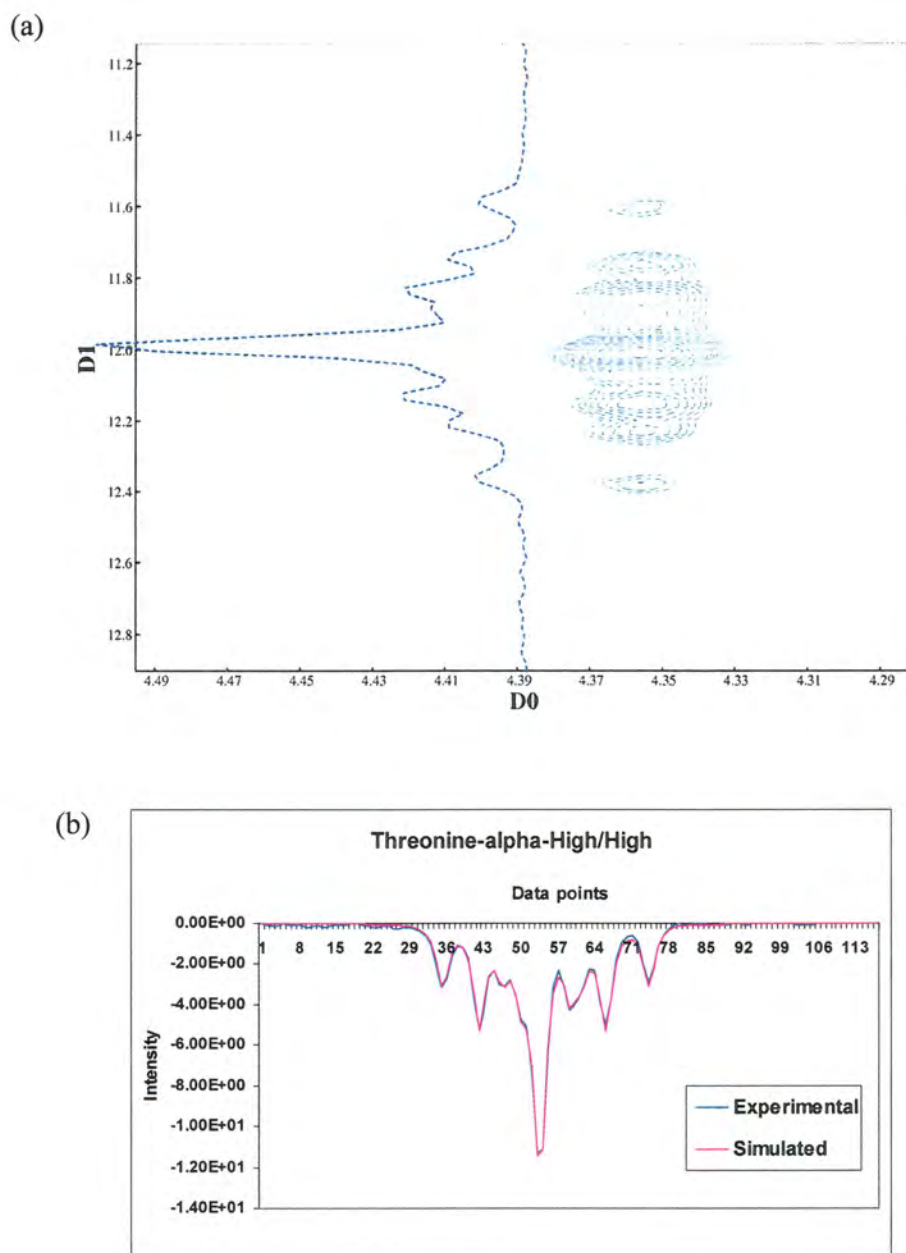 (a)
11.2
11.4
11.6
11.8
12.0
12.2
12.4
12.6
12.8
D1
4.49 4.47 4.45 4.43 4.41 4.39 4.37 4.35 4.33 4.31 4.29
D0
(b)
Threonine-alpha-High/High
Data points
0.00E+00
1 8 15 22 29 36 43 50 57 64 71 78 85 92 99 106 113
-2.00E+00
-4.00E+00
-6.00E+00
-8.00E+00
-1.00E+01
-1.20E+01
-1.40E+01
Intensity
Experimental
Simulated